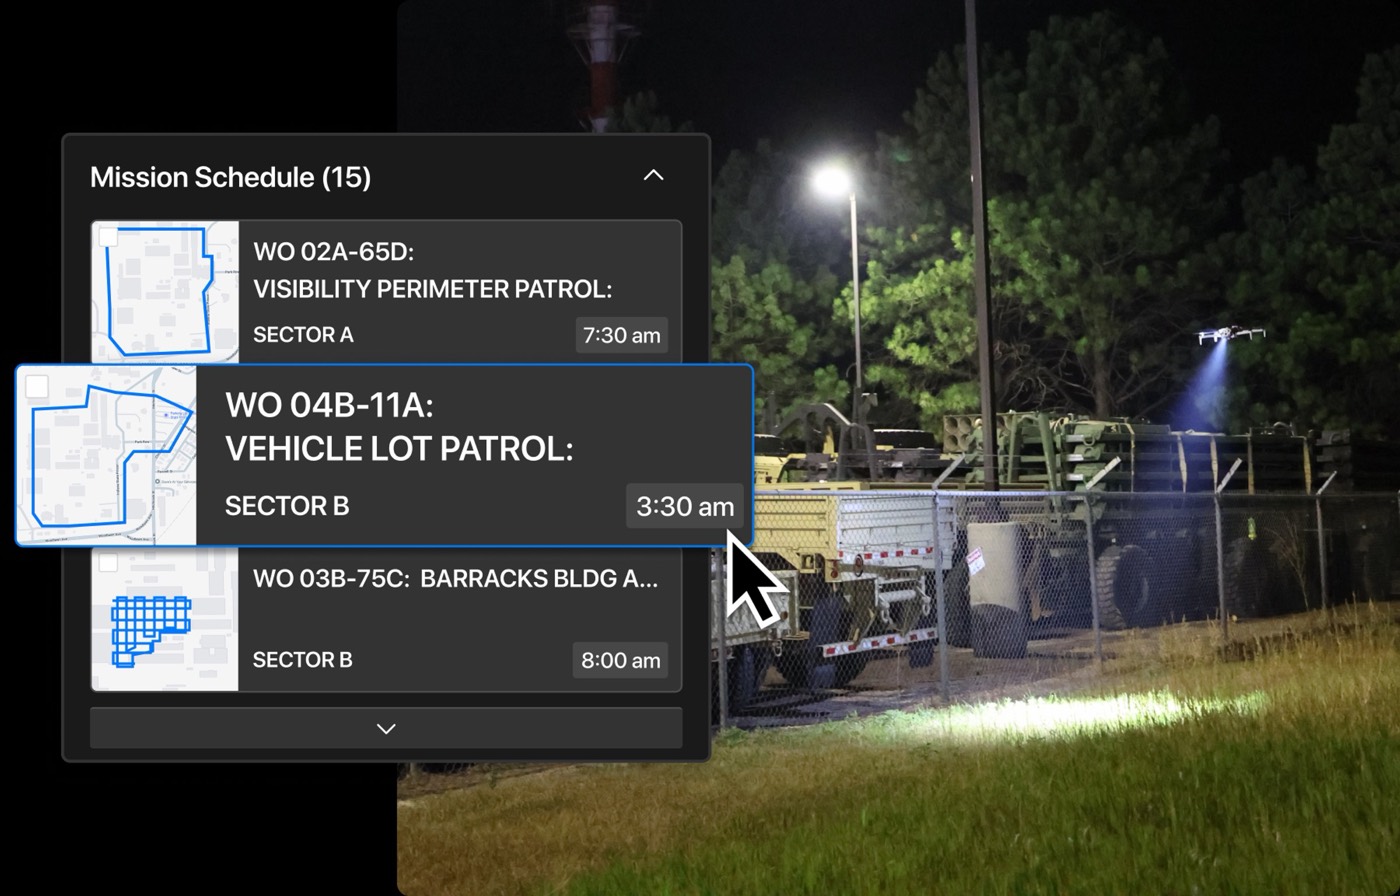 Mission Schedule (15)
WO 02A-65D:
VISIBILITY PERIMETER PATROL:
SECTOR A
7:30 am
WO 04B-11A:
VEHICLE LOT PATROL:
SECTOR B
3:30 am
WO 03B-75C: BARRACKS BLDG A...
SECTOR B
8:00 am